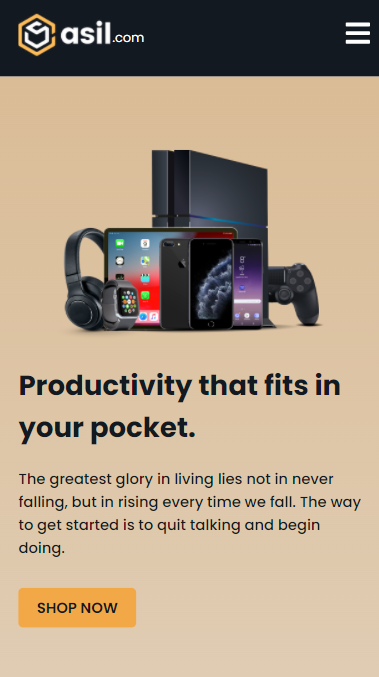 asil.com
Productivity that fits in
your pocket.
The greatest glory in living lies not in never
falling, but in rising every time we fall. The way
to get started is to quit talking and begin
doing.
SHOP NOW